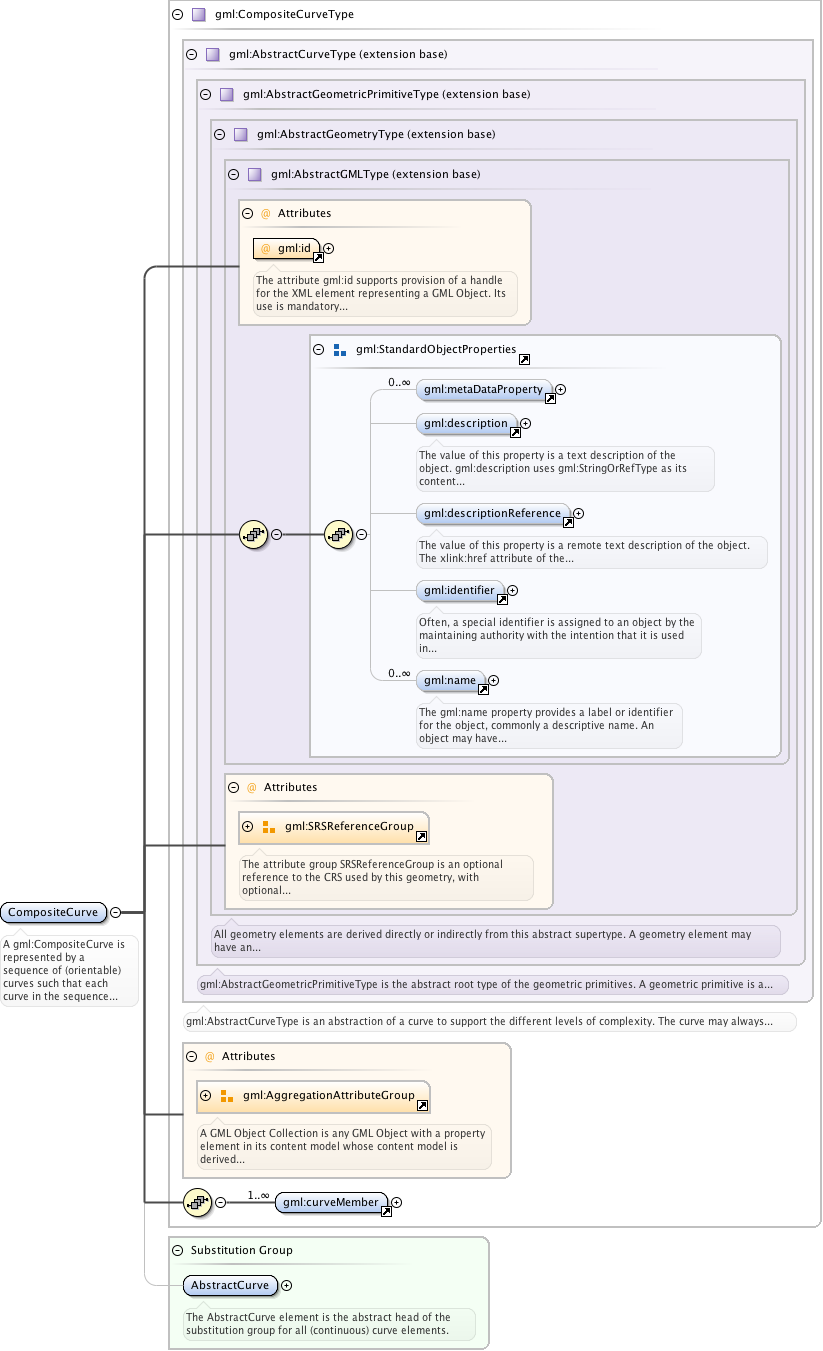 gml:CompositeCurveType
gml:AbstractCurveType (extension base)
gml:AbstractGeometricPrimitiveType (extension base)
gml:AbstractGeometryType (extension base)
gml:AbstractGMLType (extension base)
@ Attributes
@ gml:id
The attribute gml:id supports provision of a handle
for the XML element representing a GML Object. Its
use is mandatory...
gml:StandardObjectProperties
0..∞
gml:metaDataProperty
gml:description
The value of this property is a text description of the
object. gml:description uses gml:StringOrRefType as its
content...
gml:descriptionReference
The value of this property is a remote text description of the object.
The xlink:href attribute of the...
gml:identifier
Often, a special identifier is assigned to an object by the
maintaining authority with the intention that it is used
in...
0..∞
gml:name
The gml:name property provides a label or identifier
for the object, commonly a descriptive name. An
object may have...
@ Attributes
gml:SRSReferenceGroup
The attribute group SRSReferenceGroup is an optional
reference to the CRS used by this geometry, with
optional...
CompositeCurve
A gml:CompositeCurve is
represented by a
sequence of (orientable)
curves such that each
curve in the sequence...
All geometry elements are derived directly or indirectly from this abstract supertype. A geometry element may
have an...
gml:AbstractGeometricPrimitiveType is the abstract root type of the geometric primitives. A geometric primitive is a...
gml:AbstractCurveType is an abstraction of a curve to support the different levels of complexity. The curve may always...
@ Attributes
gml:AggregationAttributeGroup
A GML Object Collection is any GML Object with a property
element in its content model whose content model is
derived...
1..∞
gml:curveMember
Substitution Group
AbstractCurve
The AbstractCurve element is the abstract head of the
substitution group for all (continuous) curve elements.